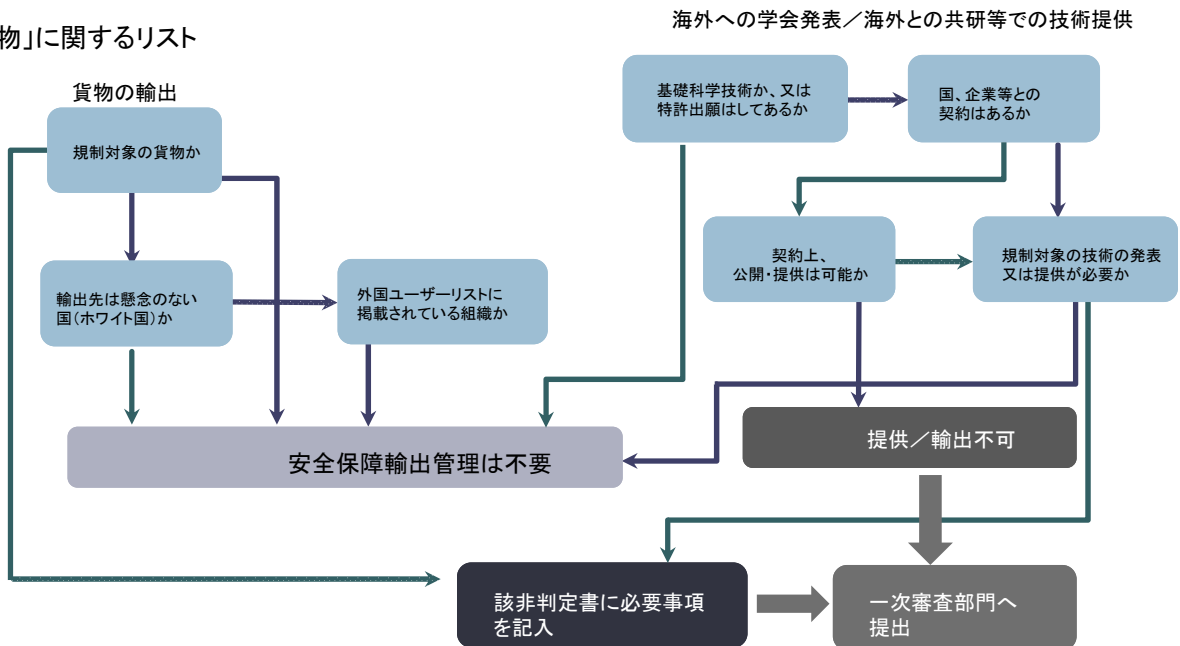 海外への学会発表／海外との共研等での技術提供
物」に関するリスト
貨物の輸出
規制対象の貨物か
輸出先は懸念のない
国(ホワイト国)か
外国ユーザーリストに
掲載されている組織か
基礎科学技術か、又は
特許出願はしてあるか
国、企業等との
契約はあるか
契約上、
公開・提供は可能か
規制対象の技術の発表
又は提供が必要か
安全保障輸出管理は不要
提供／輸出不可
該非判定書に必要事項
を記入
一次審査部門へ
提出